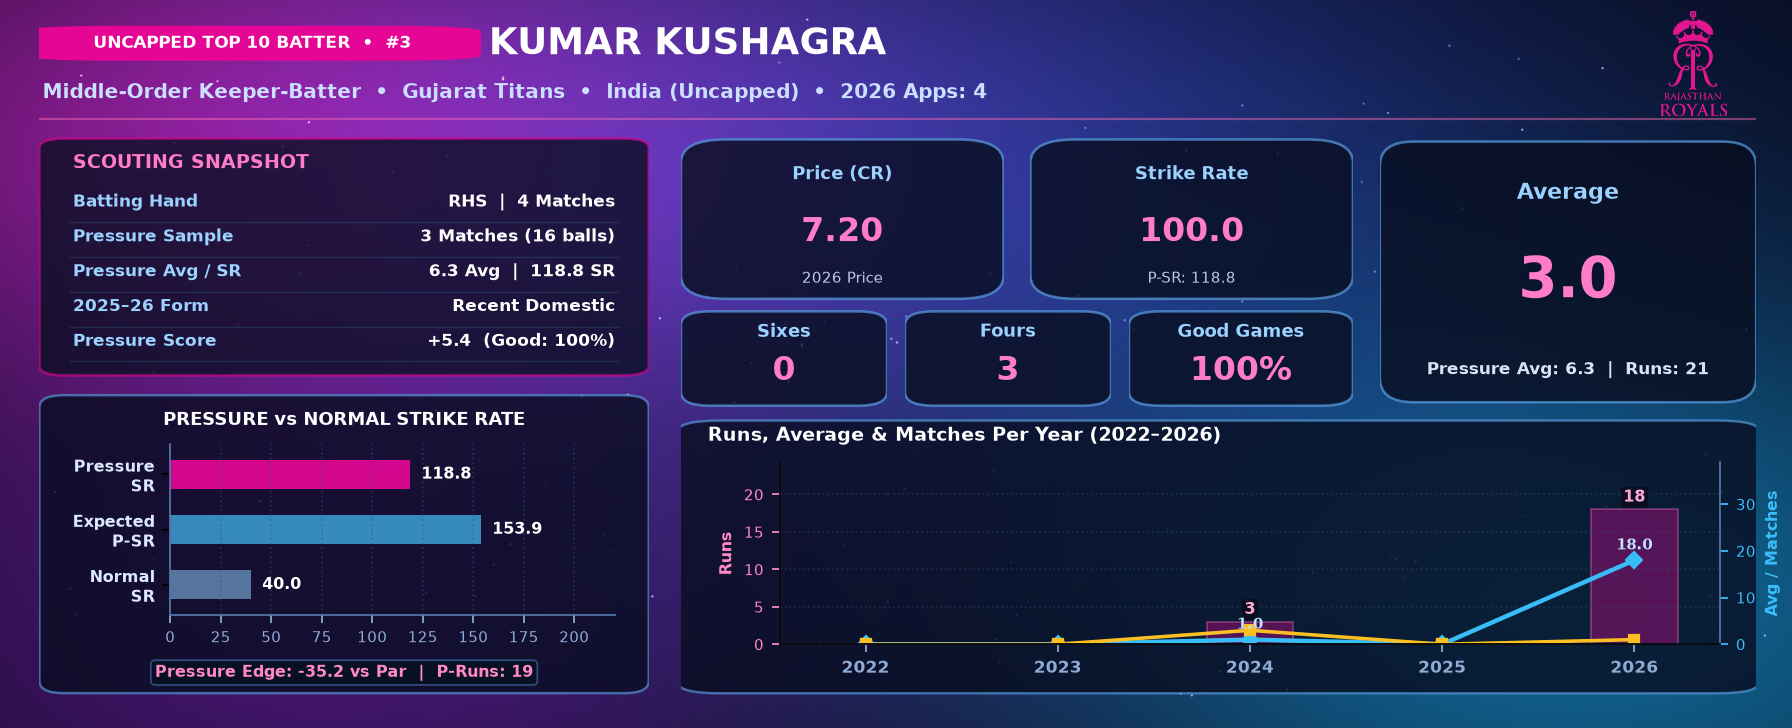 UNCAPPED TOP 10 BATTER • #3
KUMAR KUSHAGRA
Middle-Order Keeper-Batter • Gujarat Titans • India (Uncapped) • 2026 Apps: 4
RAJASTHAN
ROYALS
SCOUTING SNAPSHOT
Batting Hand RHS | 4 Matches
Pressure Sample 3 Matches (16 balls)
Pressure Avg / SR 6.3 Avg | 118.8 SR
2025–26 Form Recent Domestic
Pressure Score +5.4 (Good: 100%)
Price (CR)
7.20
2026 Price
Strike Rate
100.0
P-SR: 118.8
Average
3.0
Pressure Avg: 6.3 | Runs: 21
Sixes
0
Fours
3
Good Games
100%
PRESSURE vs NORMAL STRIKE RATE
Pressure
SR
118.8
Expected
P-SR
153.9
Normal
SR
40.0
0 25 50 75 100 125 150 175 200
Pressure Edge: -35.2 vs Par | P-Runs: 19
Runs, Average & Matches Per Year (2022–2026)
Runs
20
15
10
5
0
3
1.0
18
18.0
30
20
10
0
Avg / Matches
2022 2023 2024 2025 2026